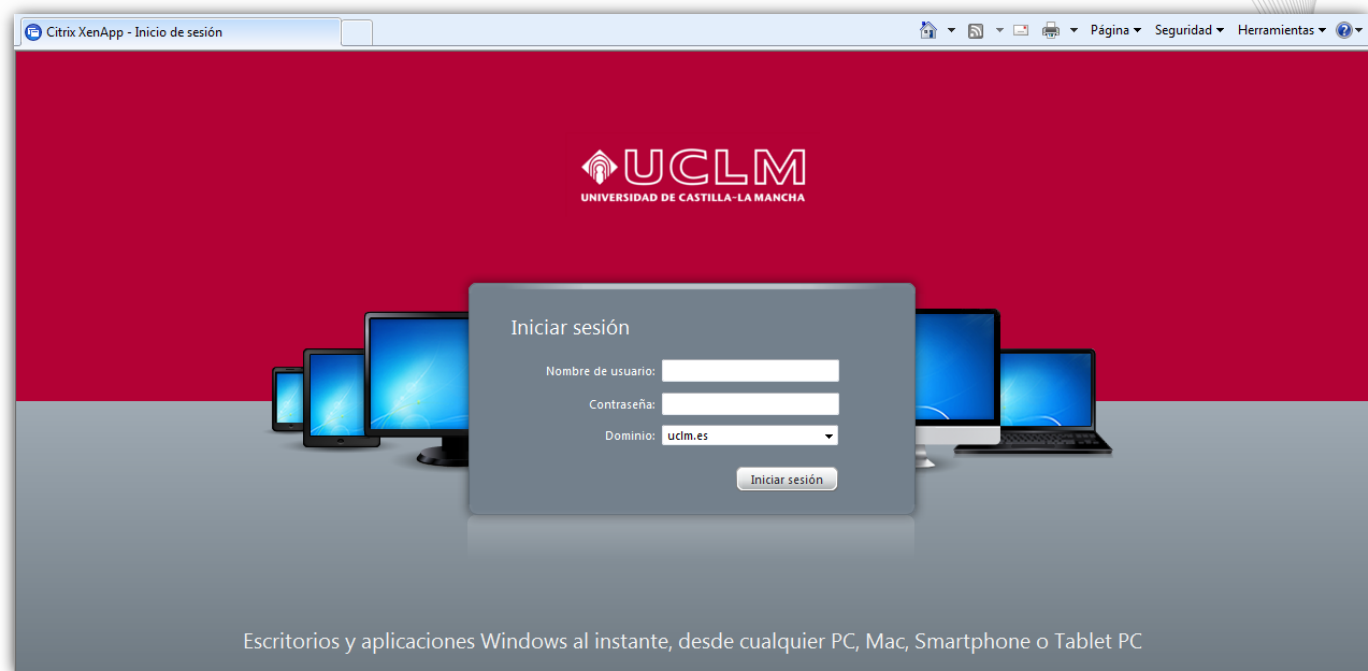 Citrix XenApp - Inicio de sesión
Página Seguridad Herramientas
UCLM
UNIVERSIDAD DE CASTILLA-LA MANCHA
Iniciar sesión
Nombre de usuario:
Contraseña:
Dominio: uclm.es
Iniciar sesión
Escritorios y aplicaciones Windows al instante, desde cualquier PC, Mac, Smartphone o Tablet PC